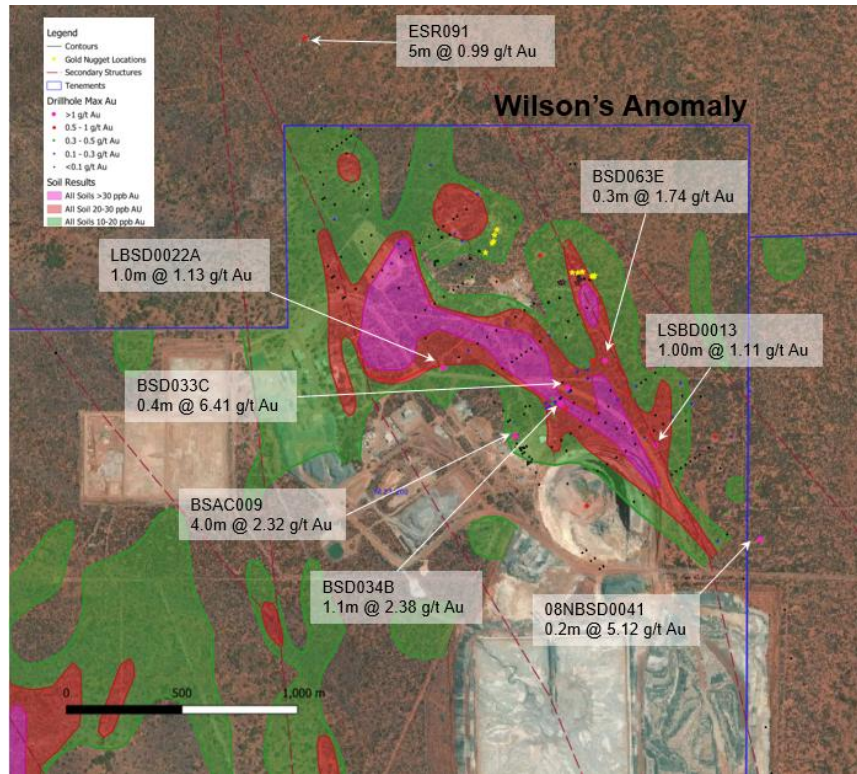 ESR091
5m @ 0.99 g/t Au
Legend
Contours
Gold Nugget Locations
Secondary Structures
Tenements
Drillhole Max Au
>1 g/t Au
0.5 - 1 g/t Au
0.3 - 0.5 g/t Au
0.1 - 0.3 g/t Au
<0.1 g/t Au
Soil Results
All Soils >30 ppb Au
All Soil 20-30 ppb AU
All Soils 10-20 ppb Au
Wilson's Anomaly
BSD063E
0.3m @ 1.74 g/t Au
LBSD0022A
1.0m @ 1.13 g/t Au
LSBD0013
1.00m @ 1.11 g/t Au
BSD033C
0.4m @ 6.41 g/t Au
BSAC009
4.0m @ 2.32 g/t Au
BSD034B
1.1m @ 2.38 g/t Au
08NBSD0041
0.2m @ 5.12 g/t Au
0 500 1,000 m